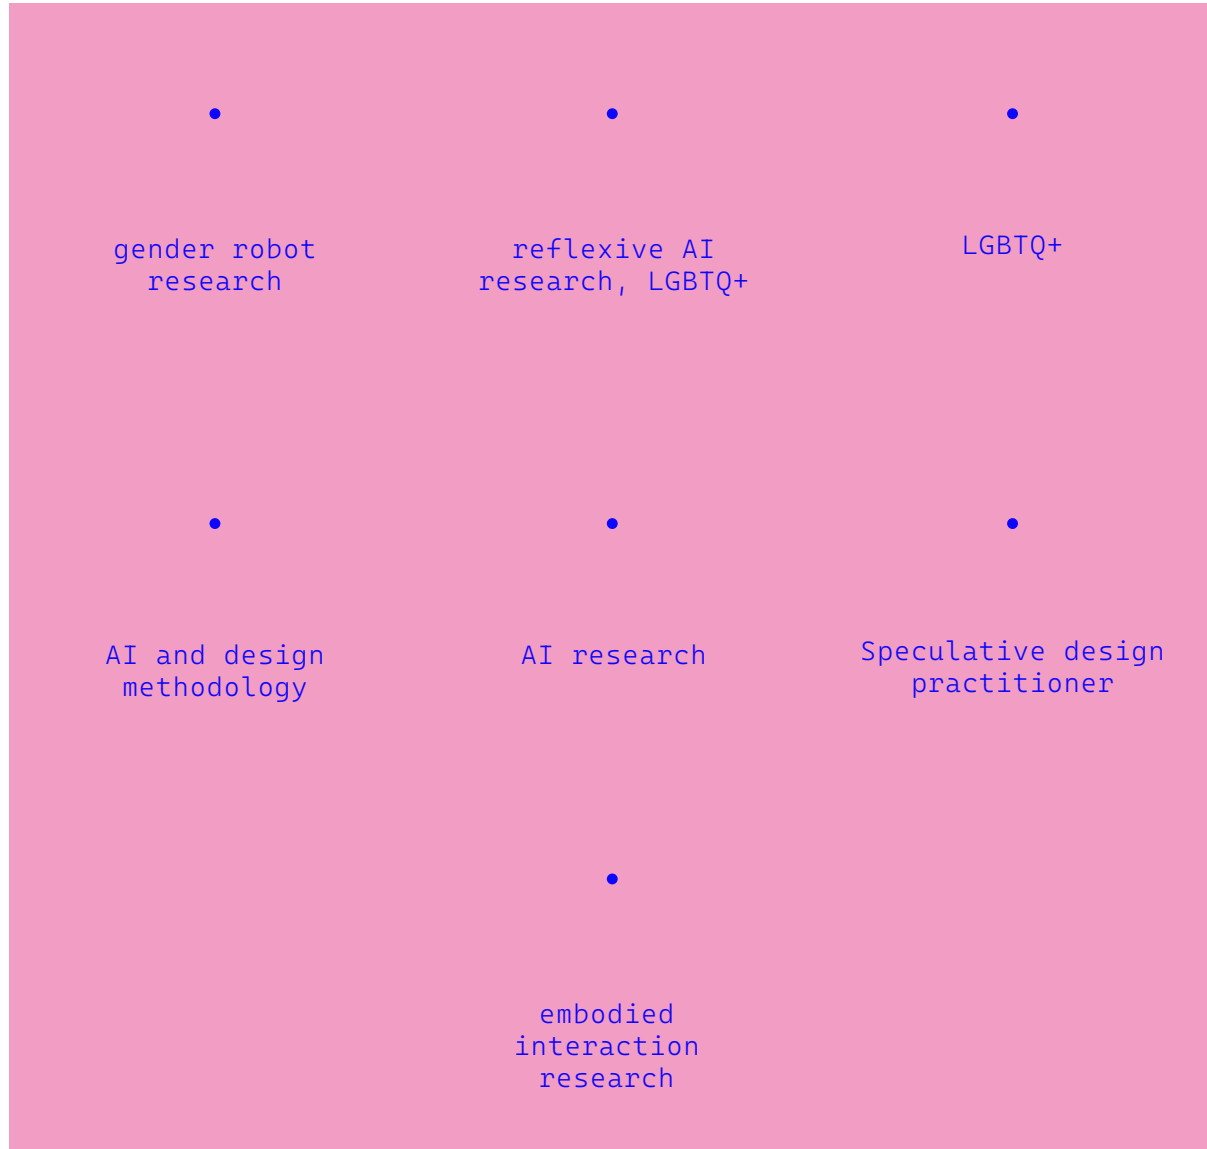 gender robot
research
reflexive AI
research, LGBTQ+
LGBTQ+
AI and design
methodology
AI research
Speculative design
practitioner
embodied
interaction
research